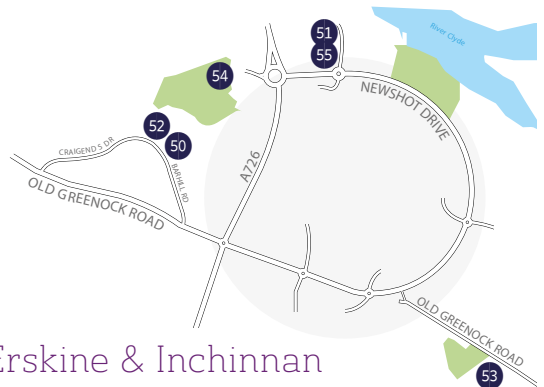 51
River Clyde
55
54
NEWSHOT DRIVE
52
50
CRAIGENDS DR
BARHILL RD
A726
OLD GREENOCK ROAD
OLD GREENOCK ROAD
Erskine & Inchinnan
53